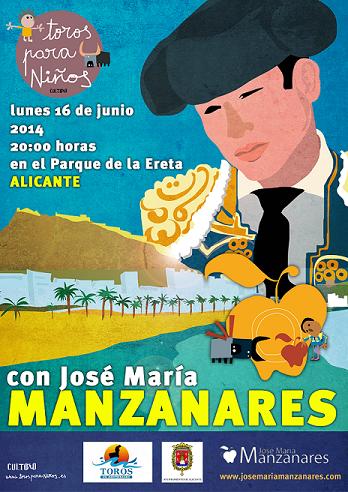 toros
para
Niños
CULTORO
lunes 16 de junio
2014
20:00 horas
en el Parque de la Ereta
ALICANTE
con José María
MANZANARES
CULTORO
www.torosparaniños.es
TOROS
José María
Manzanares
www.josemariamanzanares.com